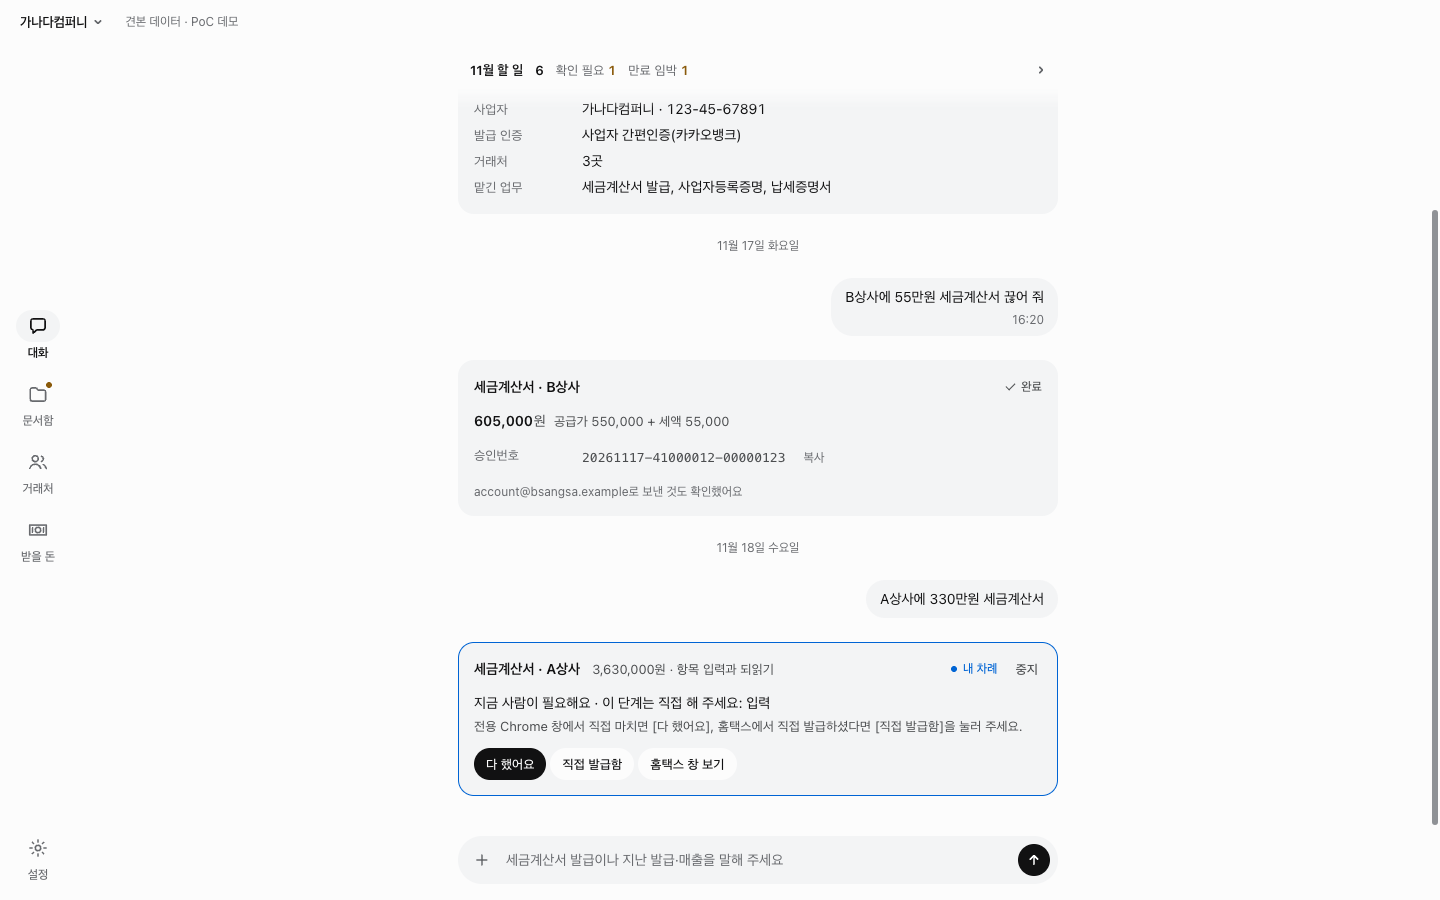 가나다컴퍼니 견본 데이터 · PoC 데모
11월 할 일 6 확인 필요 1 만료 임박 1
사업자 가나다컴퍼니 · 123-45-67891
발급 인증 사업자 간편인증(카카오뱅크)
거래처 3곳
맡긴 업무 세금계산서 발급, 사업자등록증명, 납세증명서
11월 17일 화요일
B상사에 55만원 세금계산서 끊어 줘
16:20
세금계산서 · B상사 완료
605,000원 공급가 550,000 + 세액 55,000
승인번호 20261117-41000012-00000123 복사
account@bsangsa.example로 보낸 것도 확인했어요
11월 18일 수요일
A상사에 330만원 세금계산서
세금계산서 · A상사 3,630,000원 · 항목 입력과 되읽기 내 차례 중지
지금 사람이 필요해요 · 이 단계는 직접 해 주세요: 입력
전용 Chrome 창에서 직접 마치면 [다 했어요], 홈택스에서 직접 발급하셨다면 [직접 발급함]을 눌러 주세요.
다 했어요 직접 발급함 홈택스 창 보기
세금계산서 발급이나 지난 발급·매출을 말해 주세요
대화
문서함
거래처
받을 돈
설정